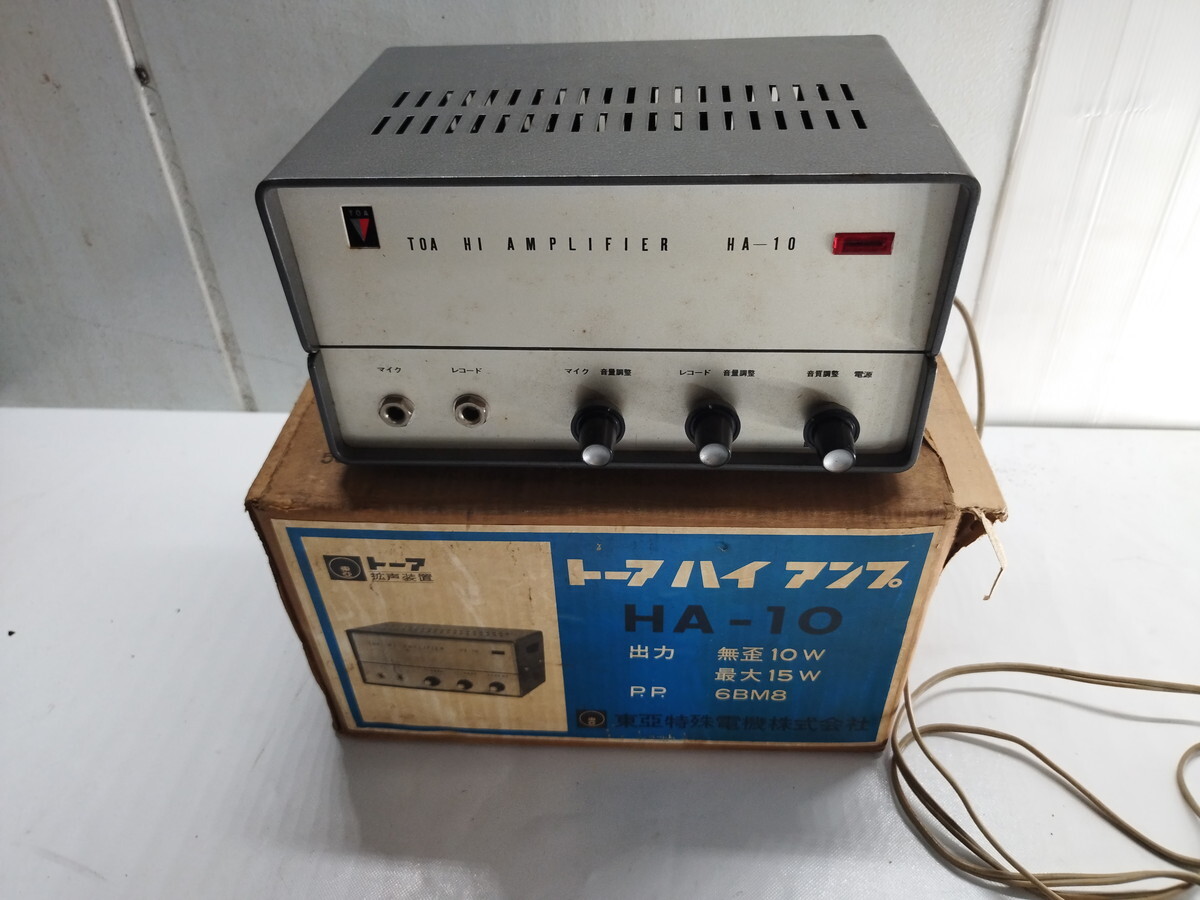 TOA
TOA HI AMPLIFIER HA-10
マイク レコード マイク 音量調整 レコード 音量調整 音質調整 電源
トーア
拡声装置
トーア ハイ アンプ
HA-10
出力 無歪 10W
最大 15W
P.P. 6BM8
東亞特殊電機株式会社